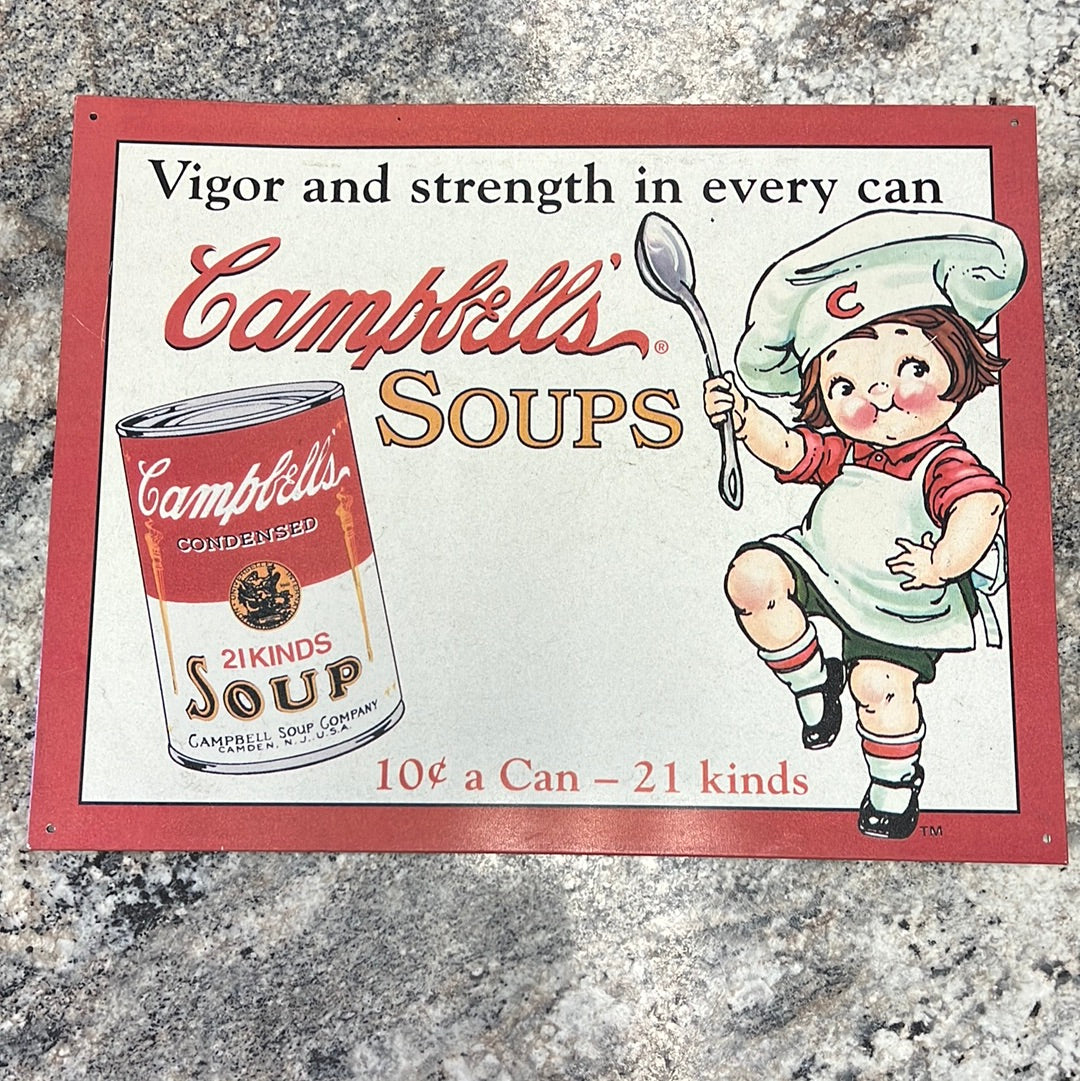 Vigor and strength in every can
Campbell's®
SOUPS
C
Campbell's
CONDENSED
21 KINDS
SOUP
CAMPBELL SOUP COMPANY
CAMDEN, N.J., U.S.A.
10¢ a Can – 21 kinds
TM